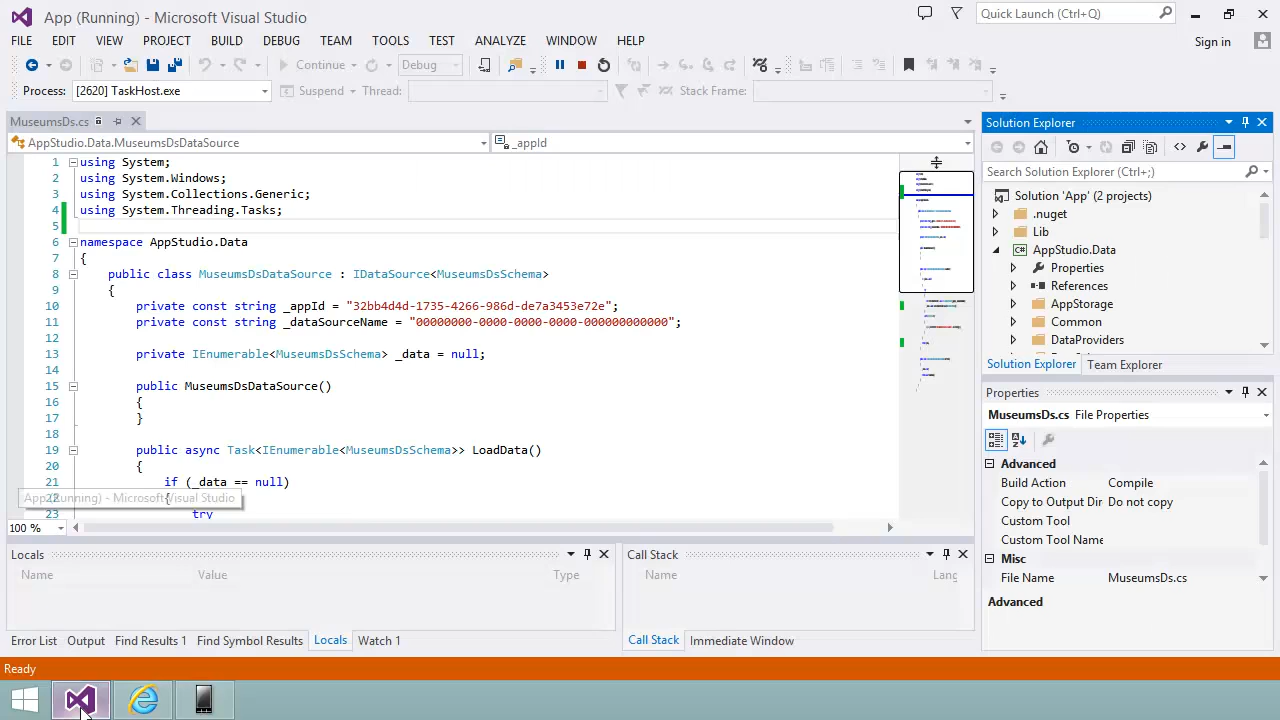 App (Running) - Microsoft Visual Studio
Quick Launch (Ctrl+Q)
FILE EDIT VIEW PROJECT BUILD DEBUG TEAM TOOLS TEST ANALYZE WINDOW HELP
Sign in
Continue Debug
Process: [2620] TaskHost.exe Suspend Thread: Stack Frame:
MuseumsDs.cs
AppStudio.Data.MuseumsDsDataSource _appId
1 using System;
2 using System.Windows;
3 using System.Collections.Generic;
4 using System.Threading.Tasks;
5
6 namespace AppStudio.Data
7 {
8 public class MuseumsDsDataSource : IDataSource<MuseumsDsSchema>
9 {
10 private const string _appId = "32bb4d4d-1735-4266-986d-de7a3453e72e";
11 private const string _dataSourceName = "00000000-0000-0000-0000-000000000000";
12
13 private IEnumerable<MuseumsDsSchema> _data = null;
14
15 public MuseumsDsDataSource()
16 {
17 }
18
19 public async Task<IEnumerable<MuseumsDsSchema>> LoadData()
20 {
21 if (_data == null)
22 {
App (Running) - Microsoft Visual Studio
23 try
100 %
Solution Explorer
Search Solution Explorer (Ctrl+;)
Solution 'App' (2 projects)
.nuget
Lib
AppStudio.Data
Properties
References
AppStorage
Common
DataProviders
Solution Explorer Team Explorer
Properties
MuseumsDs.cs File Properties
Advanced
Build Action Compile
Copy to Output Dir Do not copy
Custom Tool
Custom Tool Name
Misc
File Name MuseumsDs.cs
Advanced
Locals
Name Value Type
Call Stack
Name Lang
Error List Output Find Results 1 Find Symbol Results Locals Watch 1
Call Stack Immediate Window
Ready